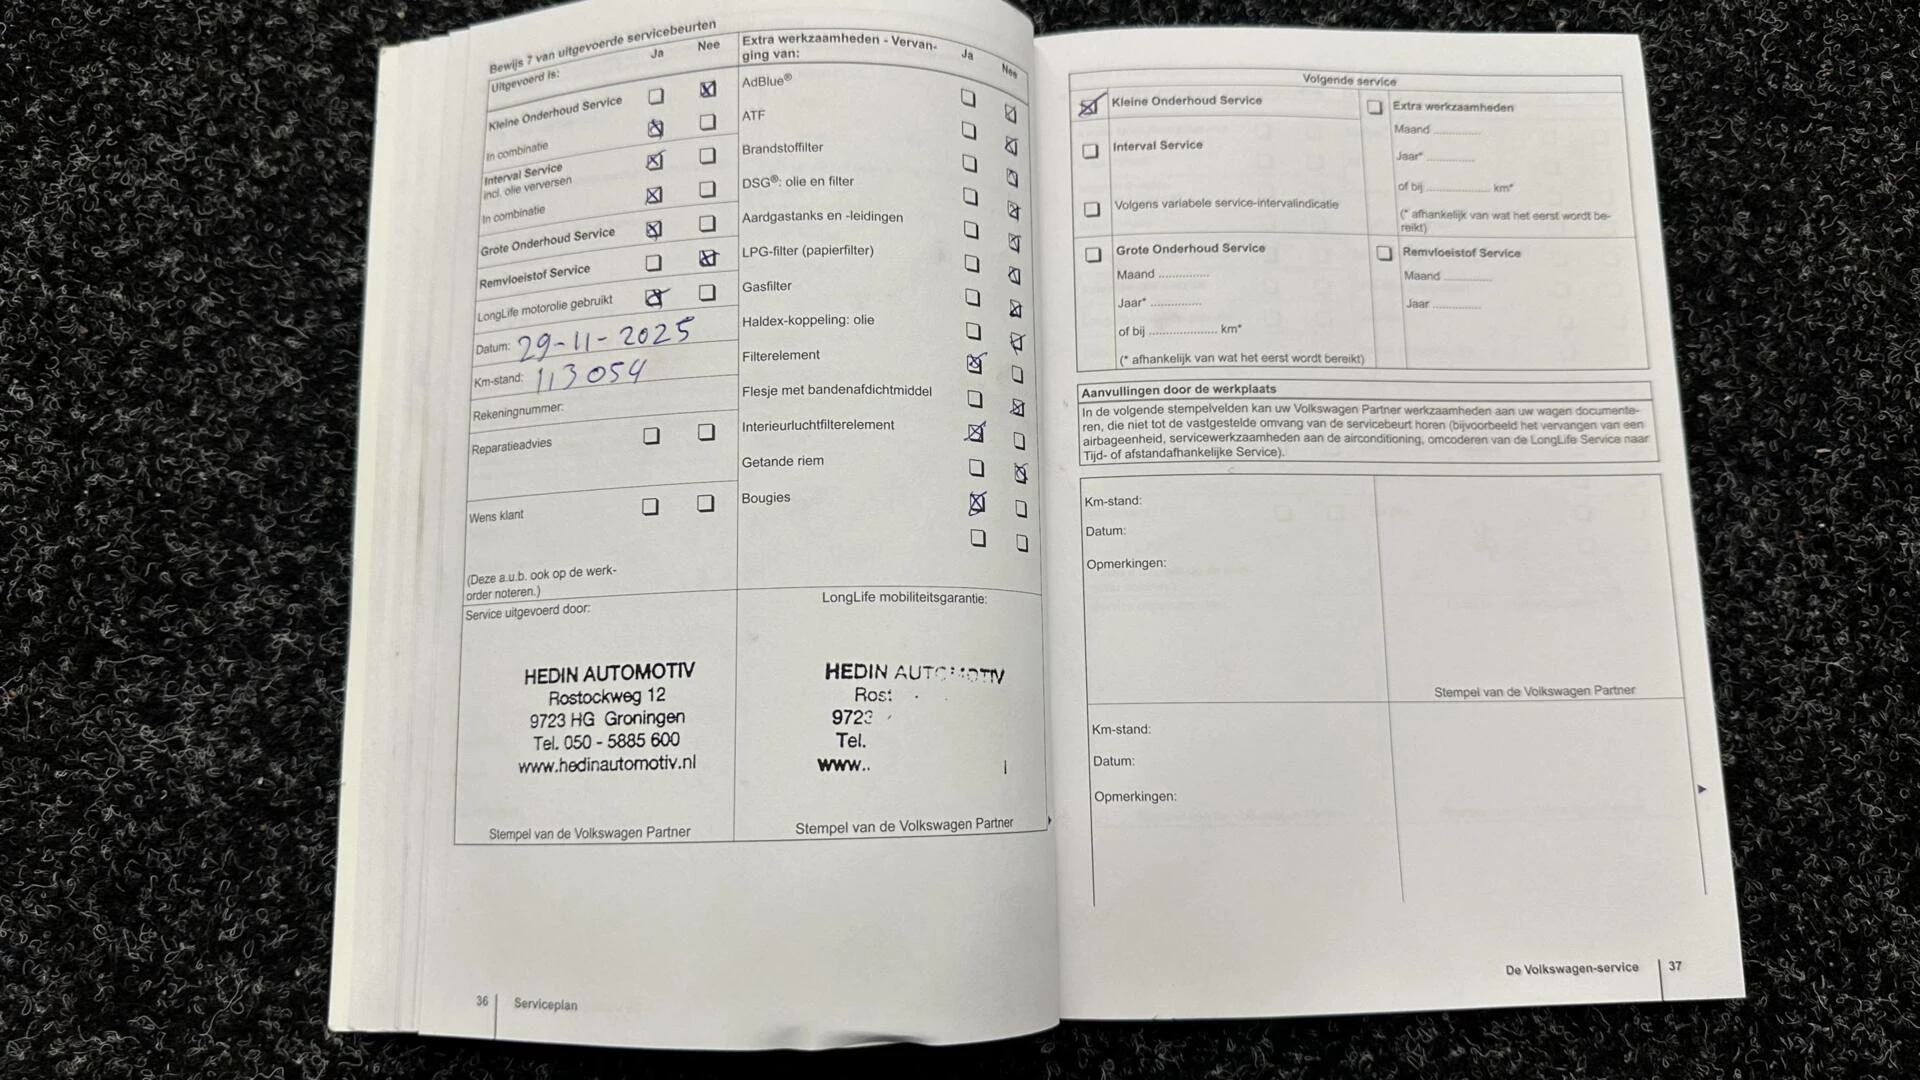 Bewijs 7 van uitgevoerde servicebeurten
Uitgevoerd is:
Ja
Nee
Kleine Onderhoud Service
In combinatie
Interval Service
incl. olie verversen
In combinatie
Grote Onderhoud Service
Remvloeistof Service
LongLife motorolie gebruikt
Datum: 29-11-2025
Km-stand: 113054
Rekeningnummer:
Reparatieadvies
Wens klant
(Deze a.u.b. ook op de werk-
order noteren.)
Service uitgevoerd door:
HEDIN AUTOMOTIV
Rostockweg 12
9723 HG Groningen
Tel. 050 - 5885 600
www.hedinautomotiv.nl
Stempel van de Volkswagen Partner
Extra werkzaamheden - Vervan-
ging van:
Ja
Nee
AdBlue®
ATF
Brandstoffilter
DSG®: olie en filter
Aardgastanks en -leidingen
LPG-filter (papierfilter)
Gasfilter
Haldex-koppeling: olie
Filterelement
Flesje met bandenafdichtmiddel
Interieurluchtfilterelement
Getande riem
Bougies
LongLife mobiliteitsgarantie:
HEDIN AUTOMOTIV
9723
Tel.
www..
Stempel van de Volkswagen Partner
36
Serviceplan
Volgende service
Kleine Onderhoud Service
Interval Service
Volgens variabele service-intervalindicatie
Grote Onderhoud Service
Maand ..............
Jaar* ..............
of bij .................... km*
(* afhankelijk van wat het eerst wordt bereikt)
Extra werkzaamheden
Maand ..............
Jaar* ..............
of bij .................... km*
(* afhankelijk van wat het eerst wordt be-
reikt)
Remvloeistof Service
Maand ..............
Jaar ..............
Aanvullingen door de werkplaats
In de volgende stempelvelden kan uw Volkswagen Partner werkzaamheden aan uw wagen documente-
ren, die niet tot de vastgestelde omvang van de servicebeurt horen (bijvoorbeeld het vervangen van een
airbageenheid, servicewerkzaamheden aan de airconditioning, omcoderen van de LongLife Service naar
Tijd- of afstandafhankelijke Service).
Km-stand:
Datum:
Opmerkingen:
Stempel van de Volkswagen Partner
Km-stand:
Datum:
Opmerkingen:
De Volkswagen-service
37